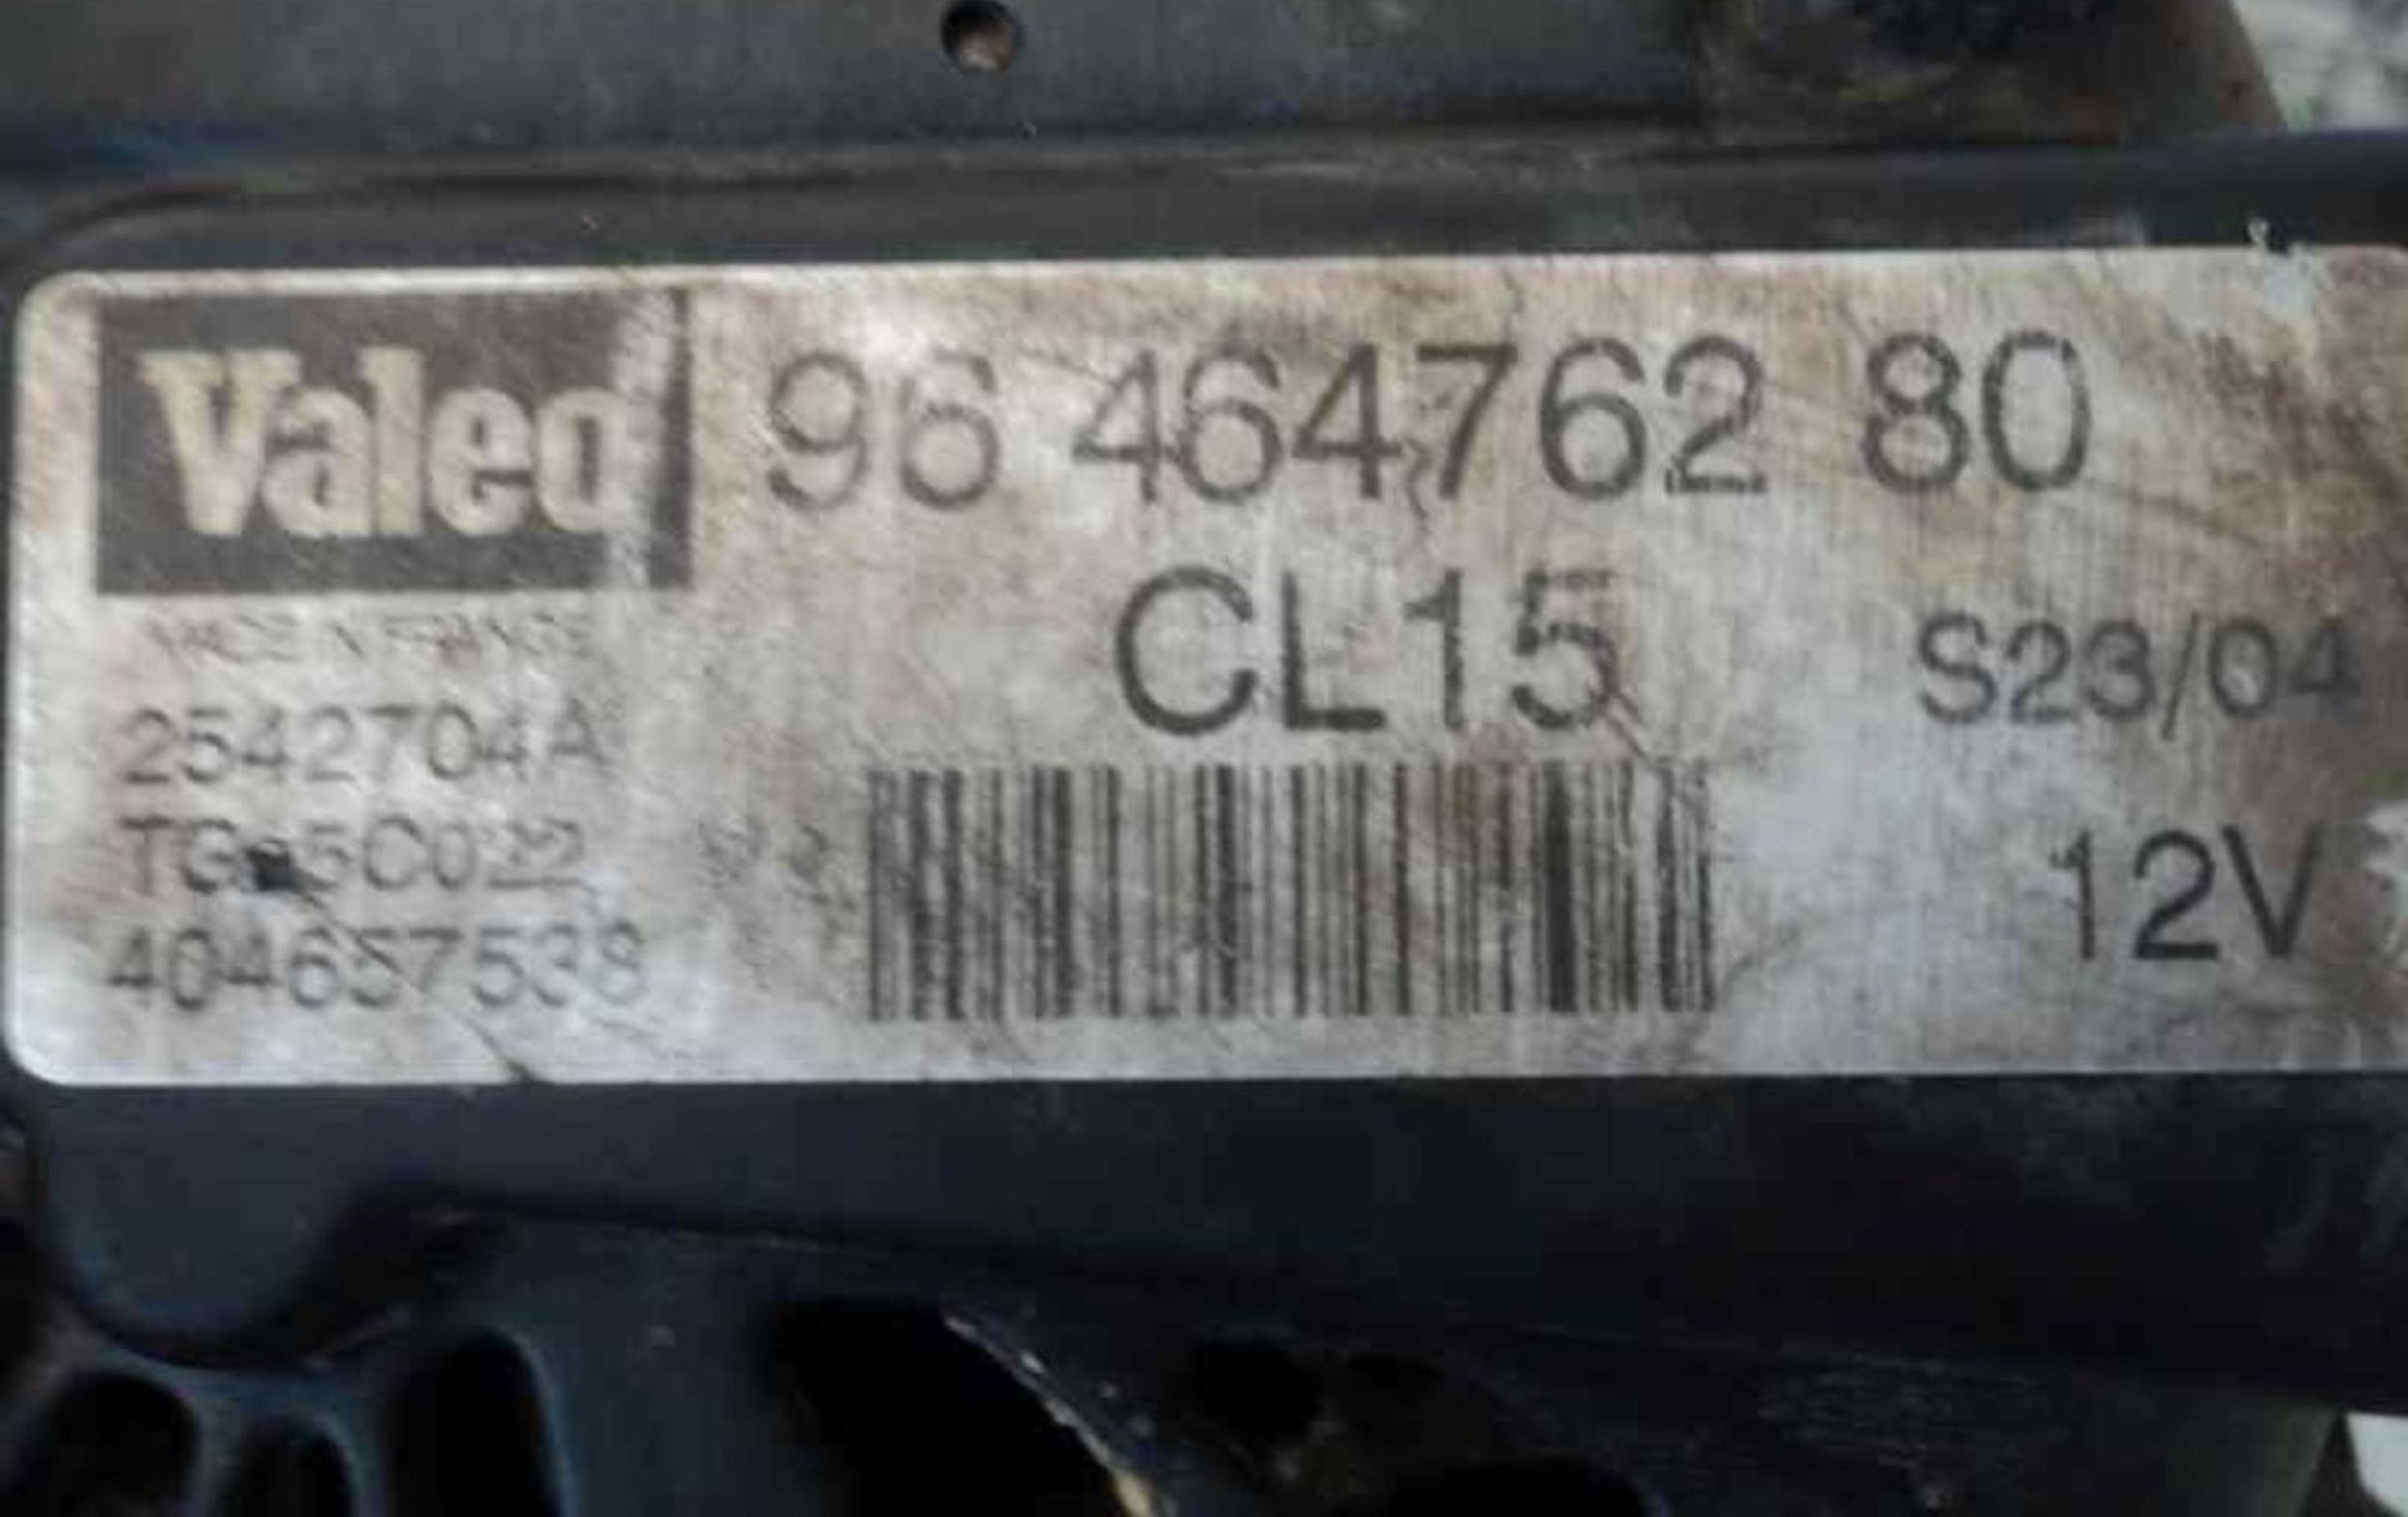 Valeo
96 464762 80
CL15
S23/04
MADE IN FRANCE
2542704A
404657538
12V